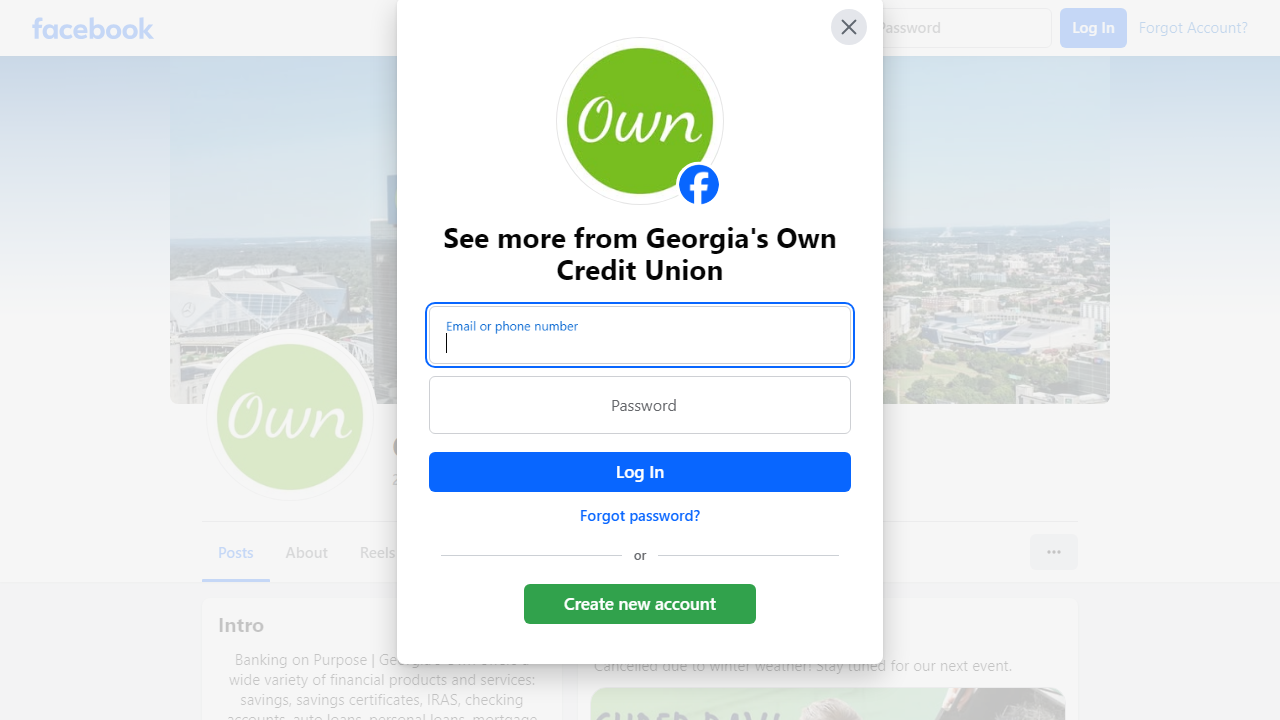 facebook
Password
Log In
Forgot Account?
Own
See more from Georgia's Own
Credit Union
Email or phone number
Password
Log In
Forgot password?
or
Create new account
Own
Posts
About
Reels
Intro
Banking on Purpose |
wide variety of financial products and services:
savings, savings certificates, IRAS, checking
accounts, auto loans, personal loans, mortgage
Cancelled due to winter weather! Stay tuned for our next event.